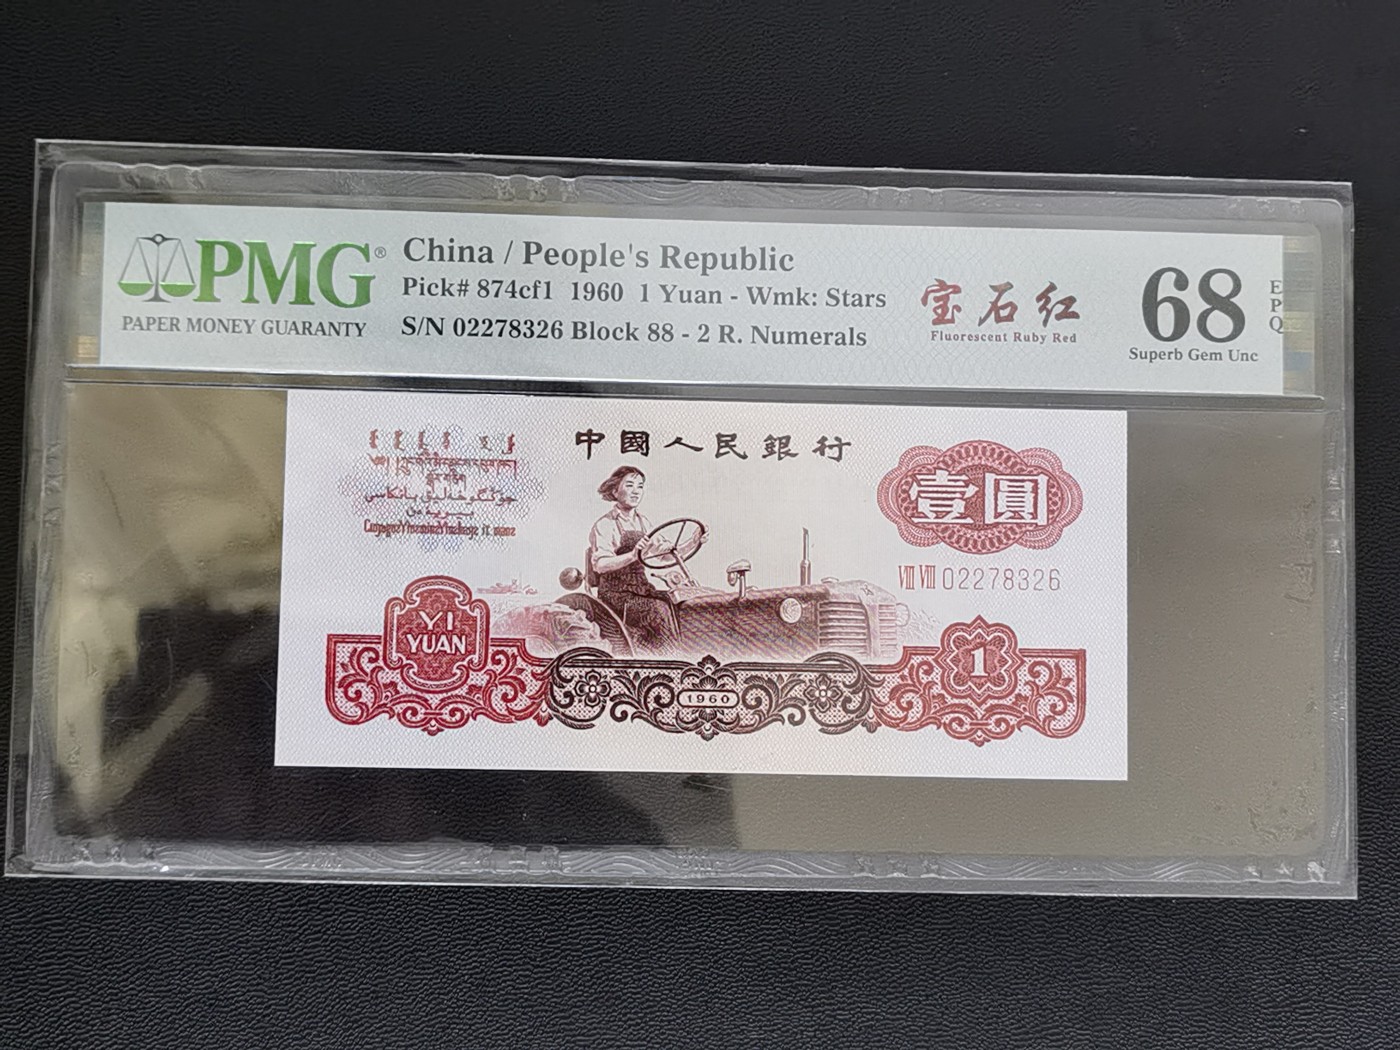 PMG®
PAPER MONEY GUARANTY
China / People's Republic
Pick# 874cf1 1960 1 Yuan - Wmk: Stars
S/N 02278326 Block 88 - 2 R. Numerals
宝石红
Fluorescent Ruby Red
68
EPQ
Superb Gem Unc
中國人民銀行
壹圓
VIII VIII 02278326
YI
YUAN
1960
1